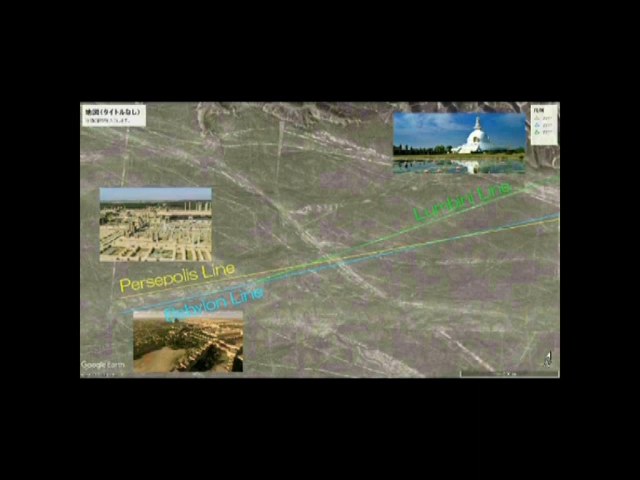 地図(タイトルなし)
Lumbini Line
Persepolis Line
Babylon Line
Google Earth